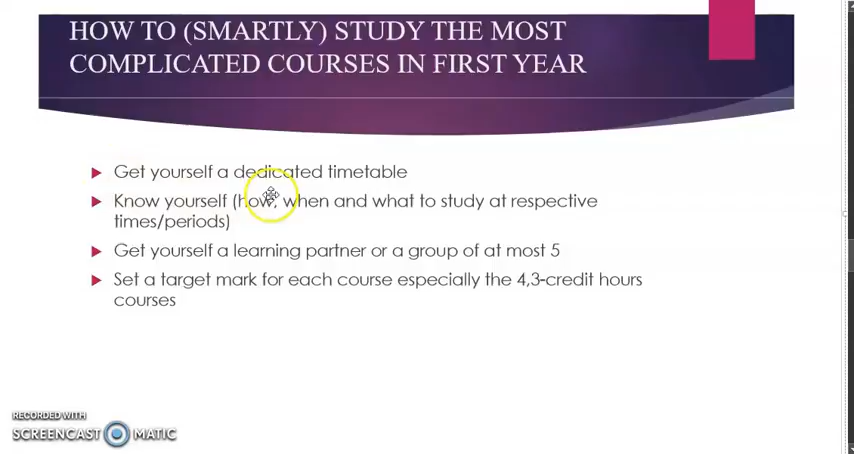 HOW TO (SMARTLY) STUDY THE MOST
COMPLICATED COURSES IN FIRST YEAR
Get yourself a dedicated timetable
Know yourself (how, when and what to study at respective
times/periods)
Get yourself a learning partner or a group of at most 5
Set a target mark for each course especially the 4,3-credit hours
courses
RECORDED WITH
SCREENCAST MATIC